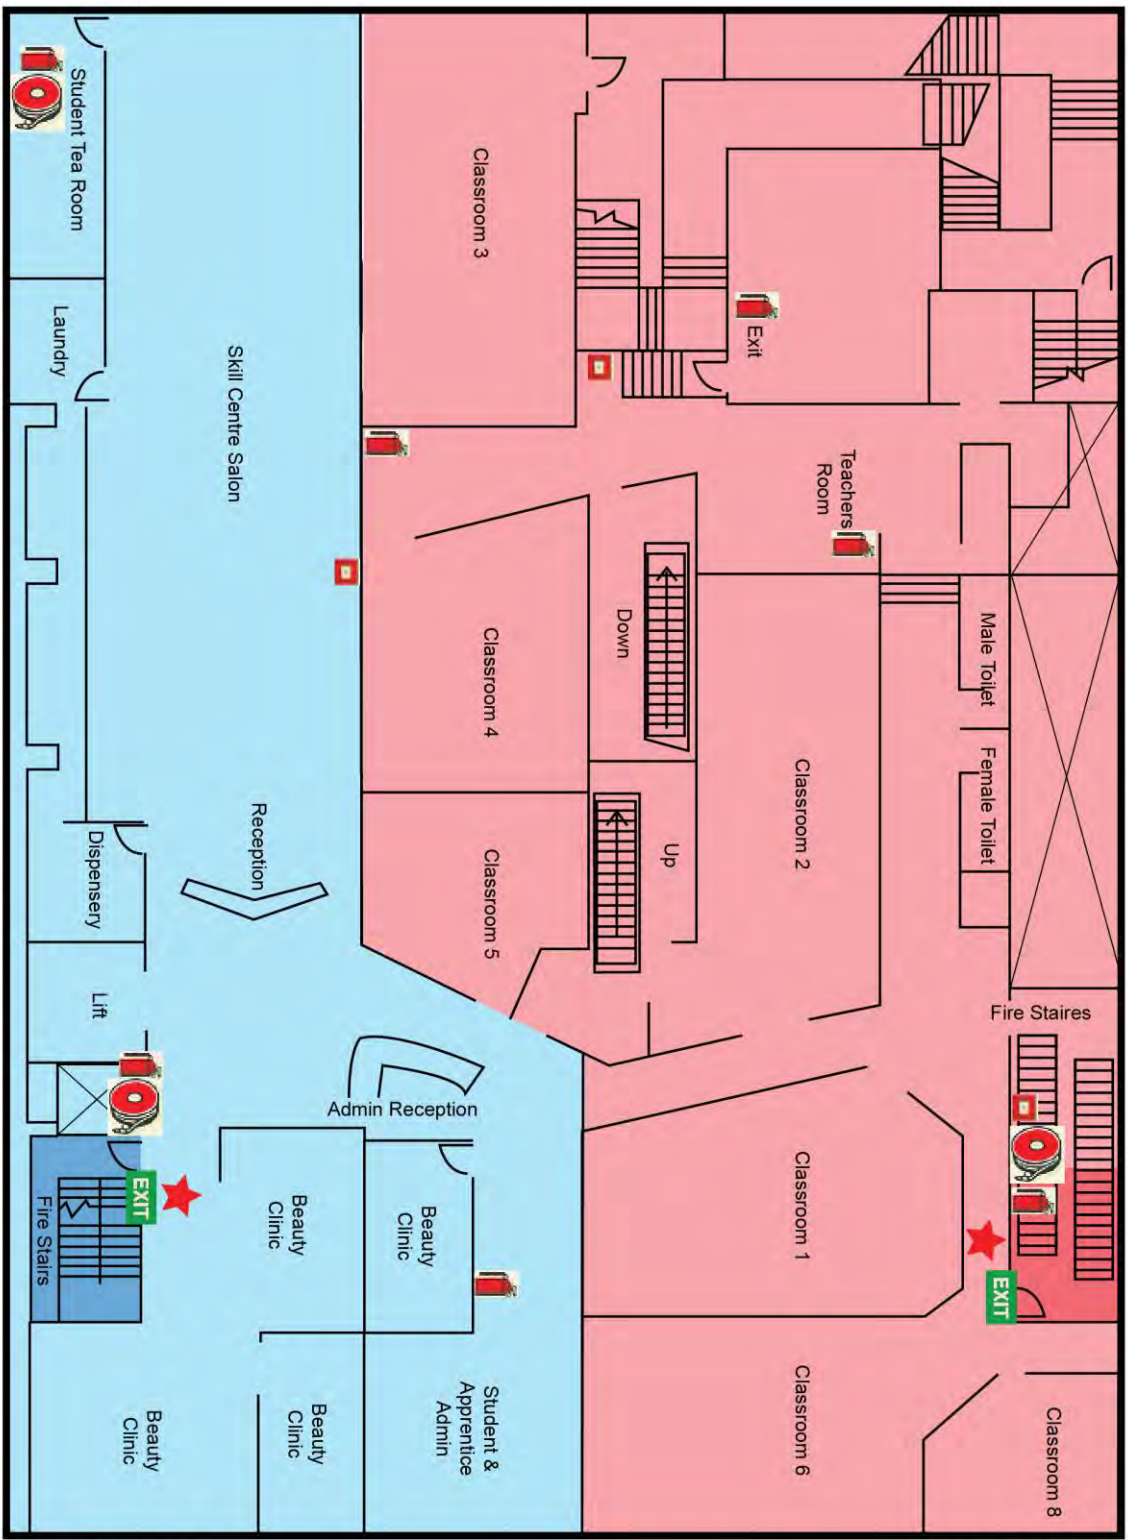 Student Tea Room
Classroom 3
Laundry
Skill Centre Salon
Exit
Teachers
Room
Down
Classroom 4
Male Toilet
Female Toilet
Classroom 2
Up
Reception
Dispensery
Classroom 5
Lift
Fire Staires
Admin Reception
EXIT
Fire Stairs
Beauty
Clinic
Beauty
Clinic
Classroom 1
EXIT
Beauty
Clinic
Beauty
Clinic
Student &
Apprentice
Admin
Classroom 6
Classroom 8